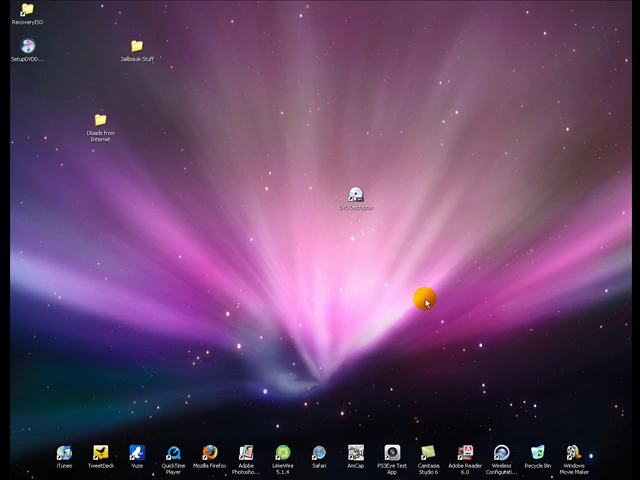 RecoveryISO
SetupDVDD...
Jailbreak Stuff
Dloads from
Internet
DVD Decrypter
iTunes
TweetDeck
Vuze
QuickTime
Player
Mozilla Firefox
Adobe
Photosho...
LimeWire
5.1.4
Safari
AmCap
PS3Eye Test
App
Camtasia
Studio 6
Adobe Reader
6.0
Wireless
Configurati...
Recycle Bin
Windows
Movie Maker